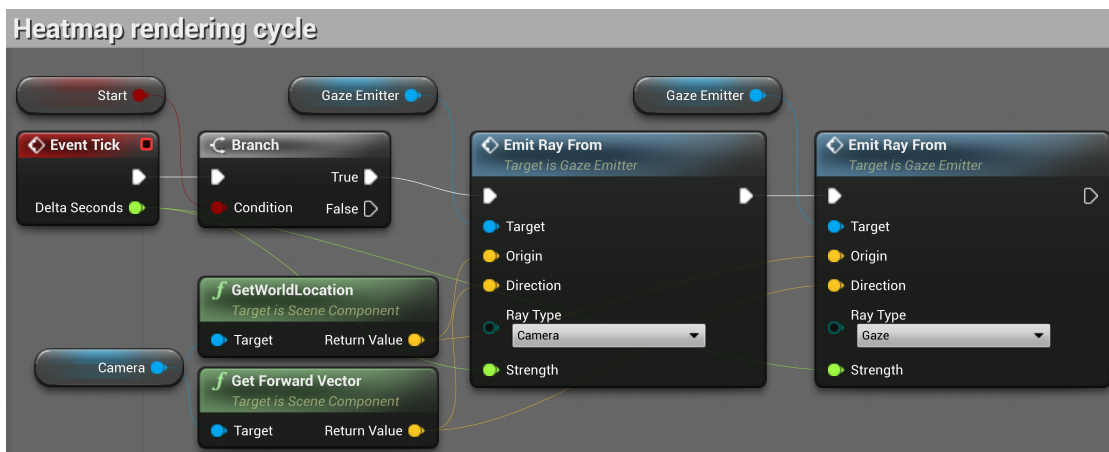 Heatmap rendering cycle
Start
Gaze Emitter
Gaze Emitter
Event Tick
Delta Seconds
Branch
True
Condition
False
Emit Ray From
Target is Gaze Emitter
Target
Origin
Direction
Ray Type
Camera
Strength
Emit Ray From
Target is Gaze Emitter
Target
Origin
Direction
Ray Type
Gaze
Strength
GetWorldLocation
Target is Scene Component
Target
Return Value
Camera
Get Forward Vector
Target is Scene Component
Target
Return Value